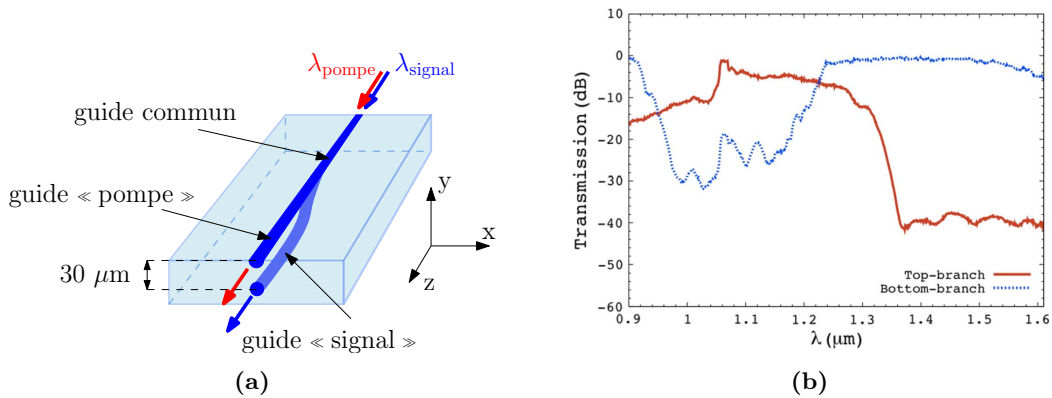 λpompe λsignal
guide commun
guide « pompe »
30 μm
y
x
z
guide « signal »
(a)
10
0
-10
-20
-30
-40
-50
-60
Transmission (dB)
Top-branch
Bottom-branch
0.9 1 1.1 1.2 1.3 1.4 1.5 1.6
λ (μm)
(b)